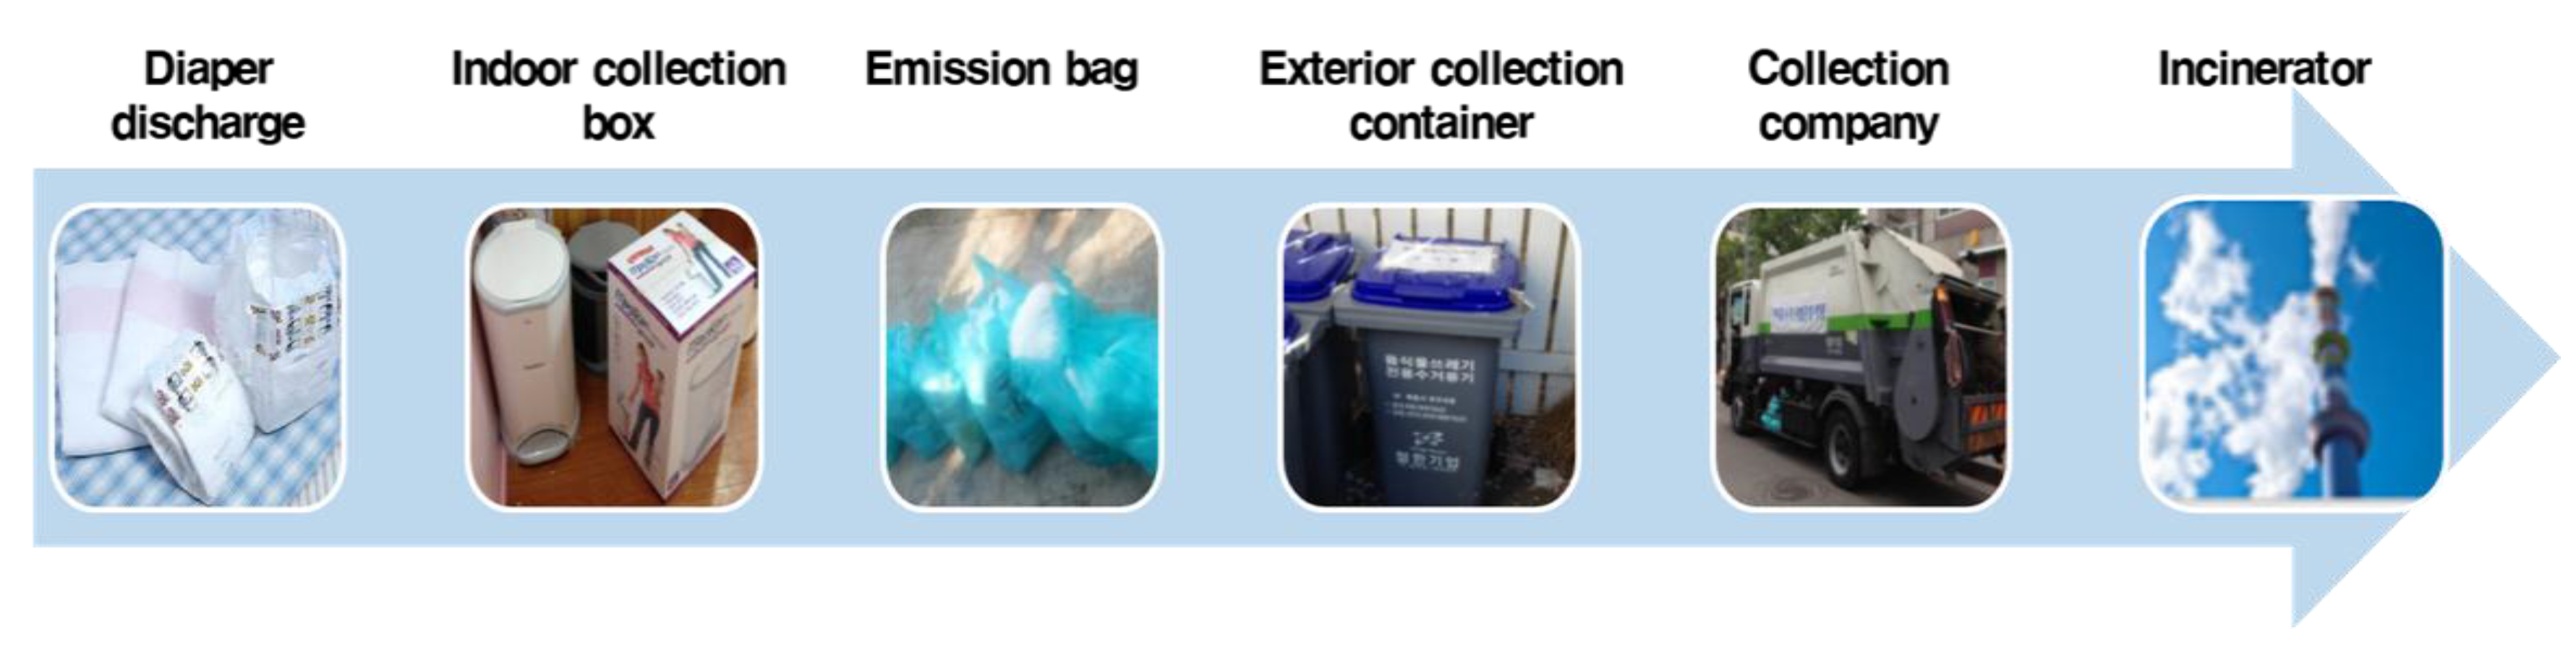 Diaper
discharge
Indoor collection
box
Emission bag
Exterior collection
container
Collection
company
Incinerator
음식물쓰레기
전용수거용기